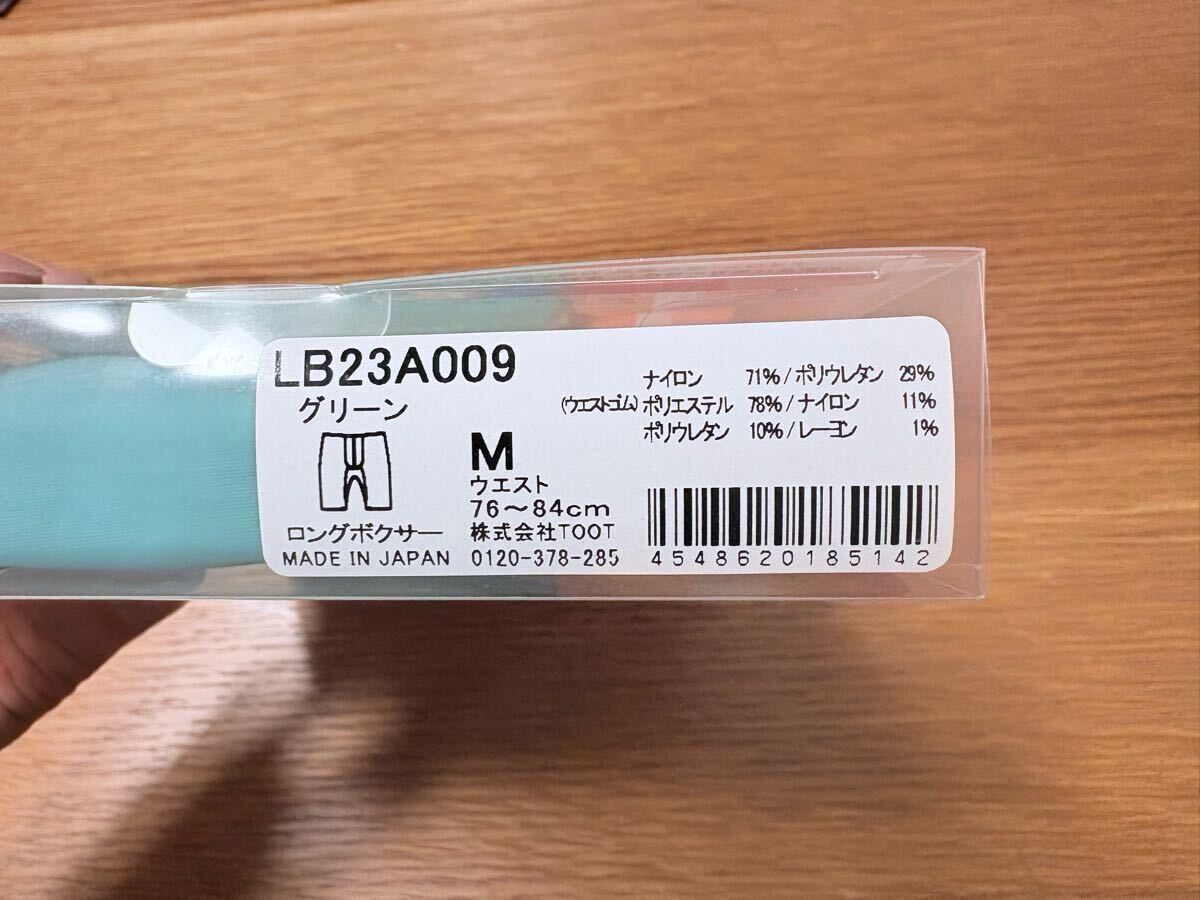 LB23A009
グリーン
ロングボクサー
MADE IN JAPAN
M
ウエスト
76～84cm
株式会社TOOT
0120-378-285
ナイロン 71% / ポリウレタン 29%
(ウエストゴム) ポリエステル 78% / ナイロン 11%
ポリウレタン 10% / レーヨン 1%
4548620185142